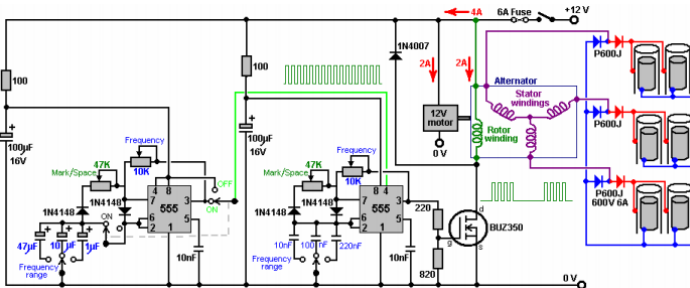 4A
6A Fuse
+12 V
1N4007
2A
2A
Alternator
P600J
100
100
12V
motor
Stator
windings
0 V
Rotor
winding
P600J
100µF
16V
100µF
16V
Frequency
10K
47K
Mark/Space
OFF
ON
Frequency
10K
47K
Mark/Space
4 8
7
555
3
6
2
5
1
8 4
7
555
3
6
2
5
1
1N4148
1N4148
1N4148
1N4148
ON
47µF
1µF
10nF
220nF
10nF
10nF
Frequency
range
Frequency
range
220
820
d
g
s
BUZ350
P600J
600V 6A
0 V